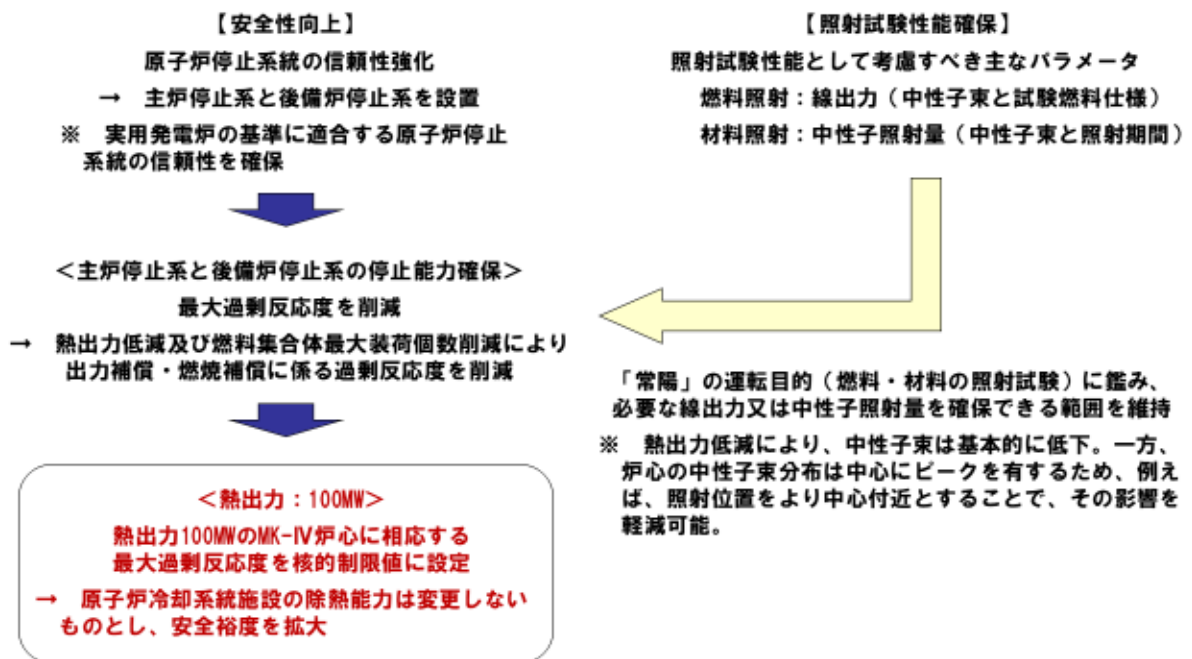 【安全性向上】
原子炉停止系統の信頼性強化
→ 主炉停止系と後備炉停止系を設置
※ 実用発電炉の基準に適合する原子炉停止
系統の信頼性を確保
<主炉停止系と後備炉停止系の停止能力確保>
最大過剰反応度を削減
→ 熱出力低減及び燃料集合体最大装荷個数削減により
出力補償・燃焼補償に係る過剰反応度を削減
<熱出力:100MW>
熱出力100MWのMK-Ⅳ炉心に相応する
最大過剰反応度を核的制限値に設定
→ 原子炉冷却系統施設の除熱能力は変更しない
ものとし、安全裕度を拡大
【照射試験性能確保】
照射試験性能として考慮すべき主なパラメータ
燃料照射:線出力(中性子束と試験燃料仕様)
材料照射:中性子照射量(中性子束と照射期間)
「常陽」の運転目的(燃料・材料の照射試験)に鑑み、
必要な線出力又は中性子照射量を確保できる範囲を維持
※ 熱出力低減により、中性子束は基本的に低下。一方、
炉心の中性子束分布は中心にピークを有するため、例え
ば、照射位置をより中心付近とすることで、その影響を
軽減可能。